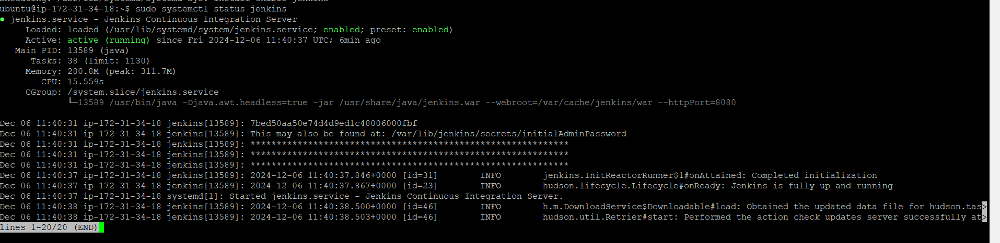 ubuntu@ip-172-31-34-18:~$ sudo systemctl status jenkins
● jenkins.service - Jenkins Continuous Integration Server
     Loaded: loaded (/usr/lib/systemd/system/jenkins.service; enabled; preset: enabled)
     Active: active (running) since Fri 2024-12-06 11:40:37 UTC; 6min ago
   Main PID: 13589 (java)
      Tasks: 38 (limit: 1130)
     Memory: 280.8M (peak: 311.7M)
        CPU: 15.559s
     CGroup: /system.slice/jenkins.service
             └─13589 /usr/bin/java -Djava.awt.headless=true -jar /usr/share/java/jenkins.war --webroot=/var/cache/jenkins/war --httpPort=8080
Dec 06 11:40:31 ip-172-31-34-18 jenkins[13589]: 7bed50aa50e74d4d9ed1c48006000fbf
Dec 06 11:40:31 ip-172-31-34-18 jenkins[13589]: This may also be found at: /var/lib/jenkins/secrets/initialAdminPassword
Dec 06 11:40:31 ip-172-31-34-18 jenkins[13589]: *************************************************************
Dec 06 11:40:31 ip-172-31-34-18 jenkins[13589]: *************************************************************
Dec 06 11:40:31 ip-172-31-34-18 jenkins[13589]: *************************************************************
Dec 06 11:40:37 ip-172-31-34-18 jenkins[13589]: 2024-12-06 11:40:37.846+0000 [id=31]        INFO        jenkins.InitReactorRunner$1#onAttained: Completed initialization
Dec 06 11:40:37 ip-172-31-34-18 jenkins[13589]: 2024-12-06 11:40:37.867+0000 [id=23]        INFO        hudson.lifecycle.Lifecycle#onReady: Jenkins is fully up and running
Dec 06 11:40:37 ip-172-31-34-18 systemd[1]: Started jenkins.service - Jenkins Continuous Integration Server.
Dec 06 11:40:38 ip-172-31-34-18 jenkins[13589]: 2024-12-06 11:40:38.500+0000 [id=46]        INFO        h.m.DownloadService$Downloadable#load: Obtained the updated data file for hudson.tas>
Dec 06 11:40:38 ip-172-31-34-18 jenkins[13589]: 2024-12-06 11:40:38.503+0000 [id=46]        INFO        hudson.util.Retrier#start: Performed the action check updates server successfully at>
lines 1-20/20 (END)